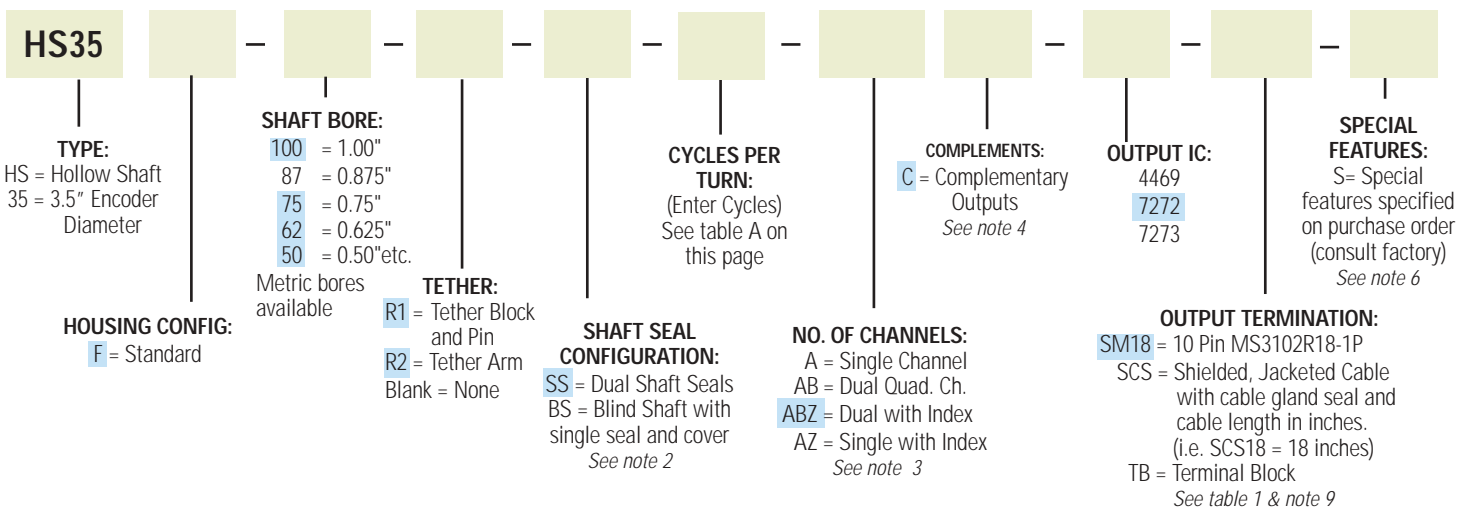 HS35 – – – – – – – – –
TYPE:
HS = Hollow Shaft
35 = 3.5" Encoder
Diameter
HOUSING CONFIG:
F = Standard
SHAFT BORE:
100 = 1.00"
87 = 0.875"
75 = 0.75"
62 = 0.625"
50 = 0.50"etc.
Metric bores
available
TETHER:
R1 = Tether Block
and Pin
R2 = Tether Arm
Blank = None
SHAFT SEAL
CONFIGURATION:
SS = Dual Shaft Seals
BS = Blind Shaft with
single seal and cover
See note 2
CYCLES PER
TURN:
(Enter Cycles)
See table A on
this page
NO. OF CHANNELS:
A = Single Channel
AB = Dual Quad. Ch.
ABZ = Dual with Index
AZ = Single with Index
See note 3
COMPLEMENTS:
C = Complementary
Outputs
See note 4
OUTPUT IC:
4469
7272
7273
OUTPUT TERMINATION:
SM18 = 10 Pin MS3102R18-1P
SCS = Shielded, Jacketed Cable
with cable gland seal and
cable length in inches.
(i.e. SCS18 = 18 inches)
TB = Terminal Block
See table 1 & note 9
SPECIAL
FEATURES:
S= Special
features specified
on purchase order
(consult factory)
See note 6